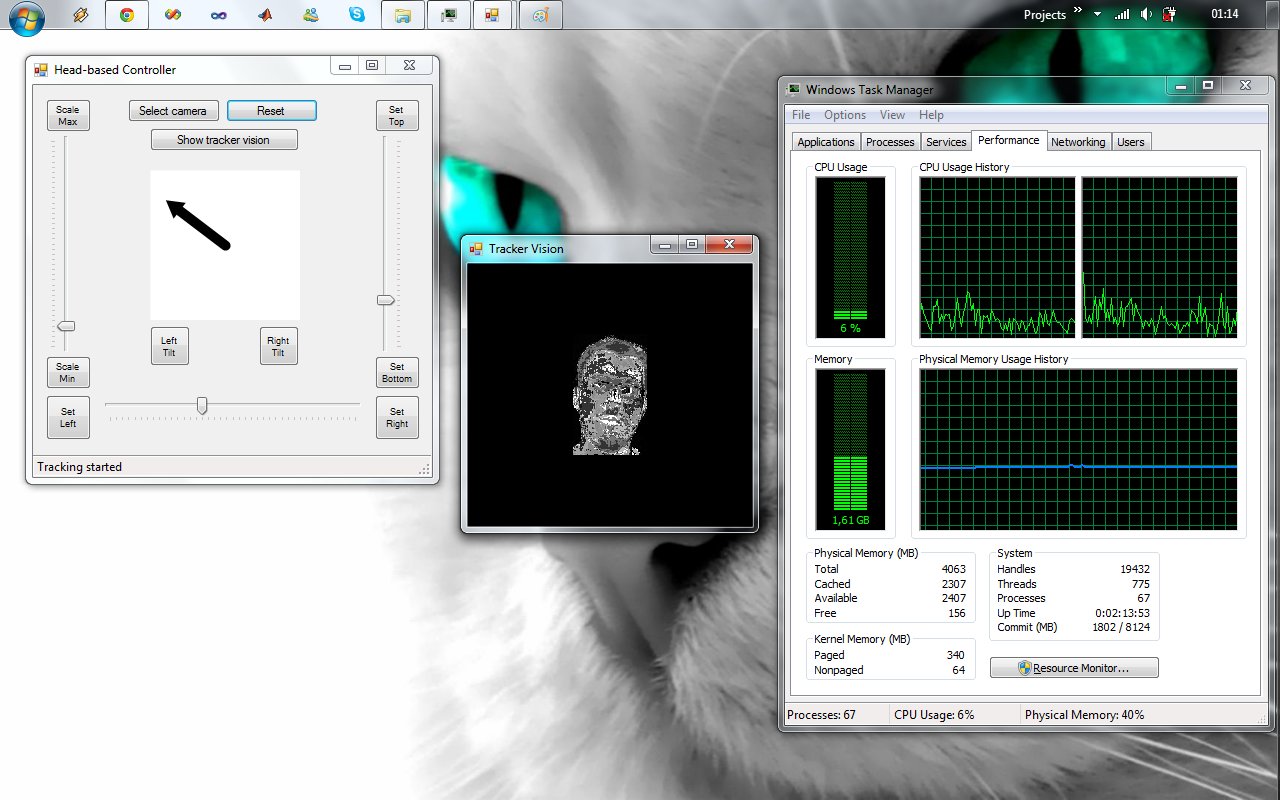 Projects »
01:14
Head-based Controller
Scale
Max
Select camera
Reset
Set
Top
Show tracker vision
Left
Tilt
Right
Tilt
Scale
Min
Set
Bottom
Set
Left
Set
Right
Tracking started
Tracker Vision
Windows Task Manager
File Options View Help
Applications Processes Services Performance Networking Users
CPU Usage
CPU Usage History
6 %
Memory
Physical Memory Usage History
1,61 GB
Physical Memory (MB)
Total 4063
Cached 2307
Available 2407
Free 156
Kernel Memory (MB)
Paged 340
Nonpaged 64
System
Handles 19432
Threads 775
Processes 67
Up Time 0:02:13:53
Commit (MB) 1802 / 8124
Resource Monitor...
Processes: 67 CPU Usage: 6% Physical Memory: 40%